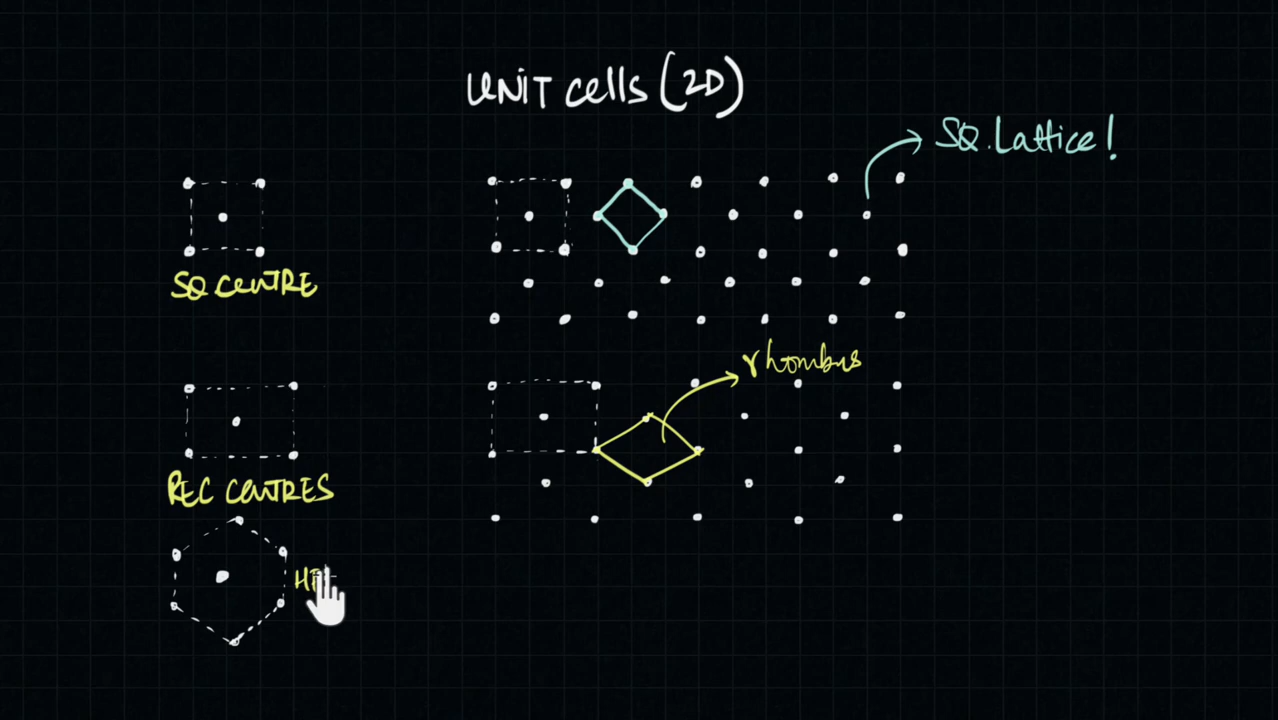 UNIT cells (2D)
SQ. Lattice!
SQ CENTRE
rhombus
REC CENTRES